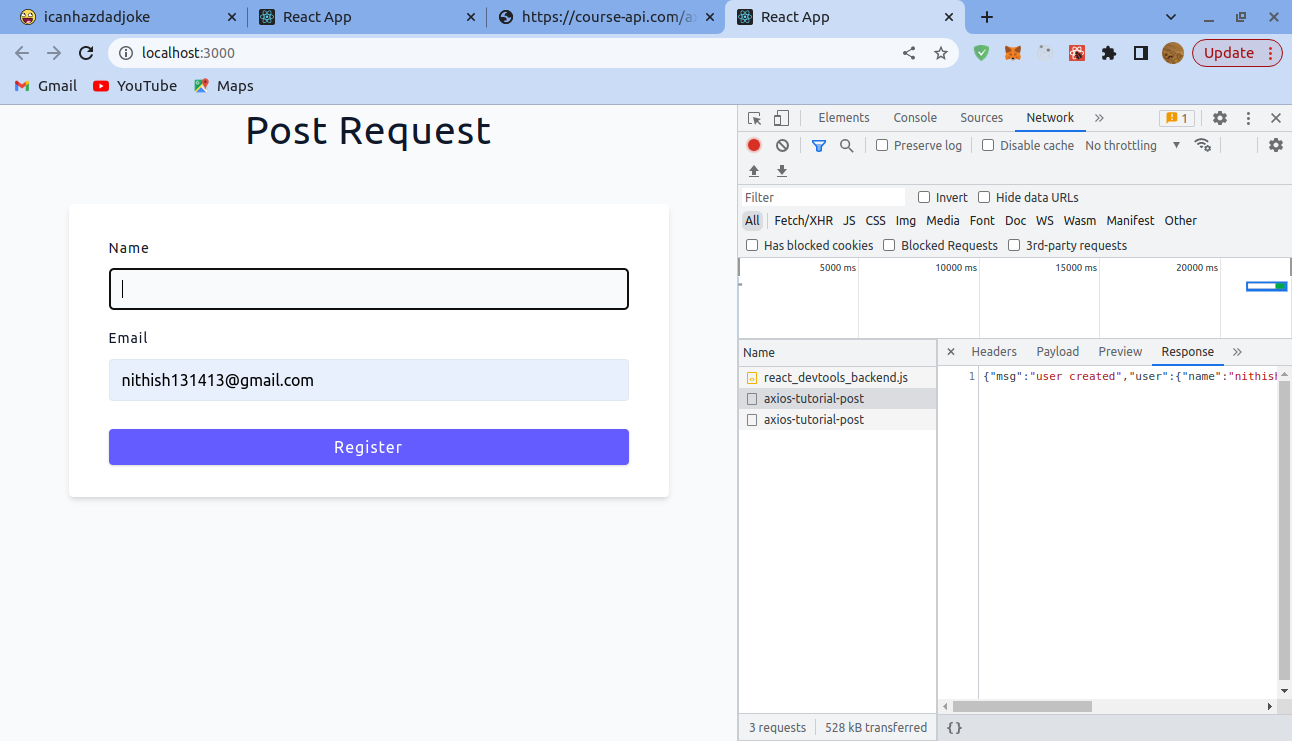 icanhazdadjoke
React App
https://course-api.com/ax
React App
localhost:3000
Update
Gmail
YouTube
Maps
Post Request
Name
Email
nithish131413@gmail.com
Register
Elements Console Sources Network
1
Preserve log Disable cache No throttling
Filter
Invert Hide data URLs
All Fetch/XHR JS CSS Img Media Font Doc WS Wasm Manifest Other
Has blocked cookies Blocked Requests 3rd-party requests
5000 ms 10000 ms 15000 ms 20000 ms
Name
react_devtools_backend.js
axios-tutorial-post
axios-tutorial-post
Headers Payload Preview Response
1 {"msg":"user created","user":{"name":"nithish
3 requests 528 kB transferred
{ }